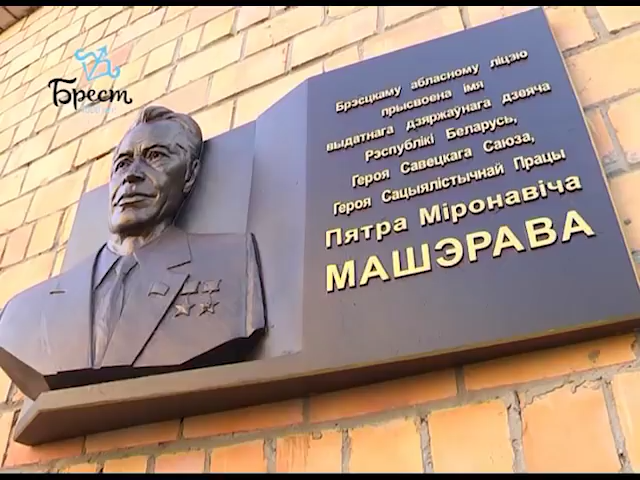 Брест
Брэсцкаму абласному ліцэю
прысвоена імя
выдатнага дзяржаўнага дзеяча
Рэспублікі Беларусь,
Героя Савецкага Саюза,
Героя Сацыялістычнай Працы
Пятра Міронавіча
МАШЭРАВА